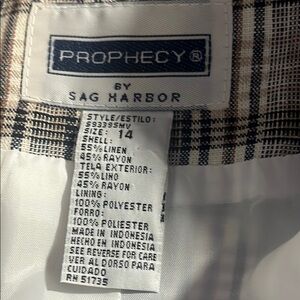 PROPHECY®
BY
SAG HARBOR
STYLE/ESTILO:
SIZE: 14
SHELL:
55% LINEN
45% RAYON
TELA EXTERIOR:
55% LINO
45% RAYON
LINING:
100% POLYESTER
FORRO:
100% POLIESTER
MADE IN INDONESIA
HECHO EN INDONESIA
SEE REVERSE FOR CARE
VER AL DORSO PARA
CUIDADO
RN 51735